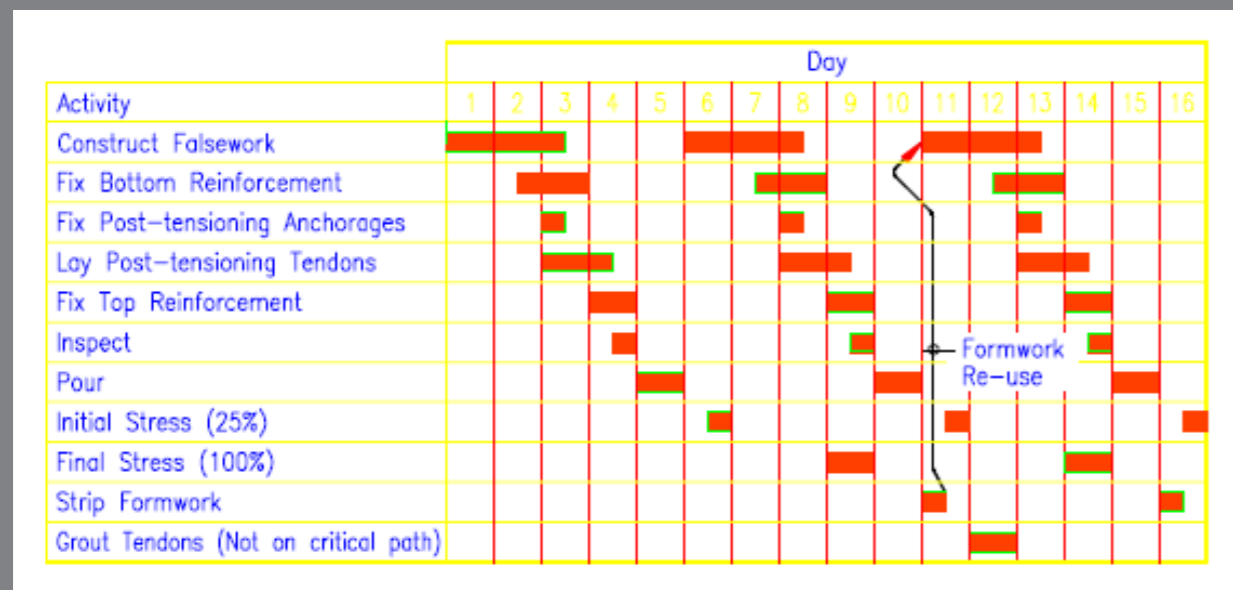 Day
Activity 1 2 3 4 5 6 7 8 9 10 11 12 13 14 15 16
Construct Falsework
Fix Bottom Reinforcement
Fix Post-tensioning Anchorages
Lay Post-tensioning Tendons
Fix Top Reinforcement
Inspect
Formwork
Re-use
Pour
Initial Stress (25%)
Final Stress (100%)
Strip Formwork
Grout Tendons (Not on critical path)